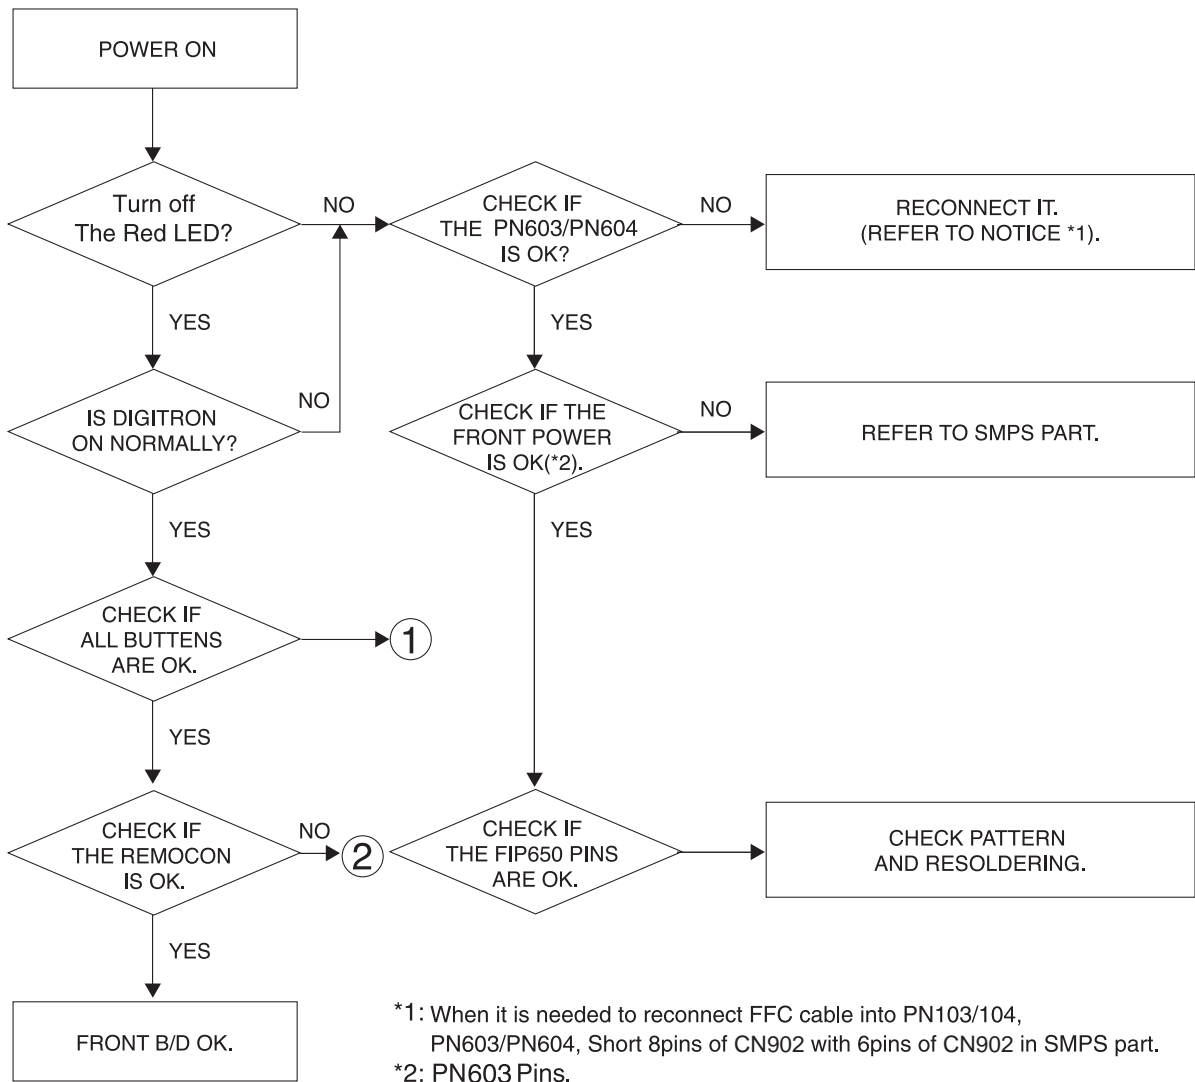 POWER ON
Turn off
The Red LED?
NO
YES
IS DIGITRON
ON NORMALLY?
NO
YES
CHECK IF
ALL BUTTENS
ARE OK.
1
YES
CHECK IF
THE REMOCON
IS OK.
NO
2
YES
FRONT B/D OK.
CHECK IF
THE PN603/PN604
IS OK?
NO
RECONNECT IT.
(REFER TO NOTICE *1).
YES
CHECK IF THE
FRONT POWER
IS OK(*2).
NO
REFER TO SMPS PART.
YES
CHECK IF
THE FIP650 PINS
ARE OK.
CHECK PATTERN
AND RESOLDERING.
*1: When it is needed to reconnect FFC cable into PN103/104,
PN603/PN604, Short 8pins of CN902 with 6pins of CN902 in SMPS part.
*2: PN603 Pins.